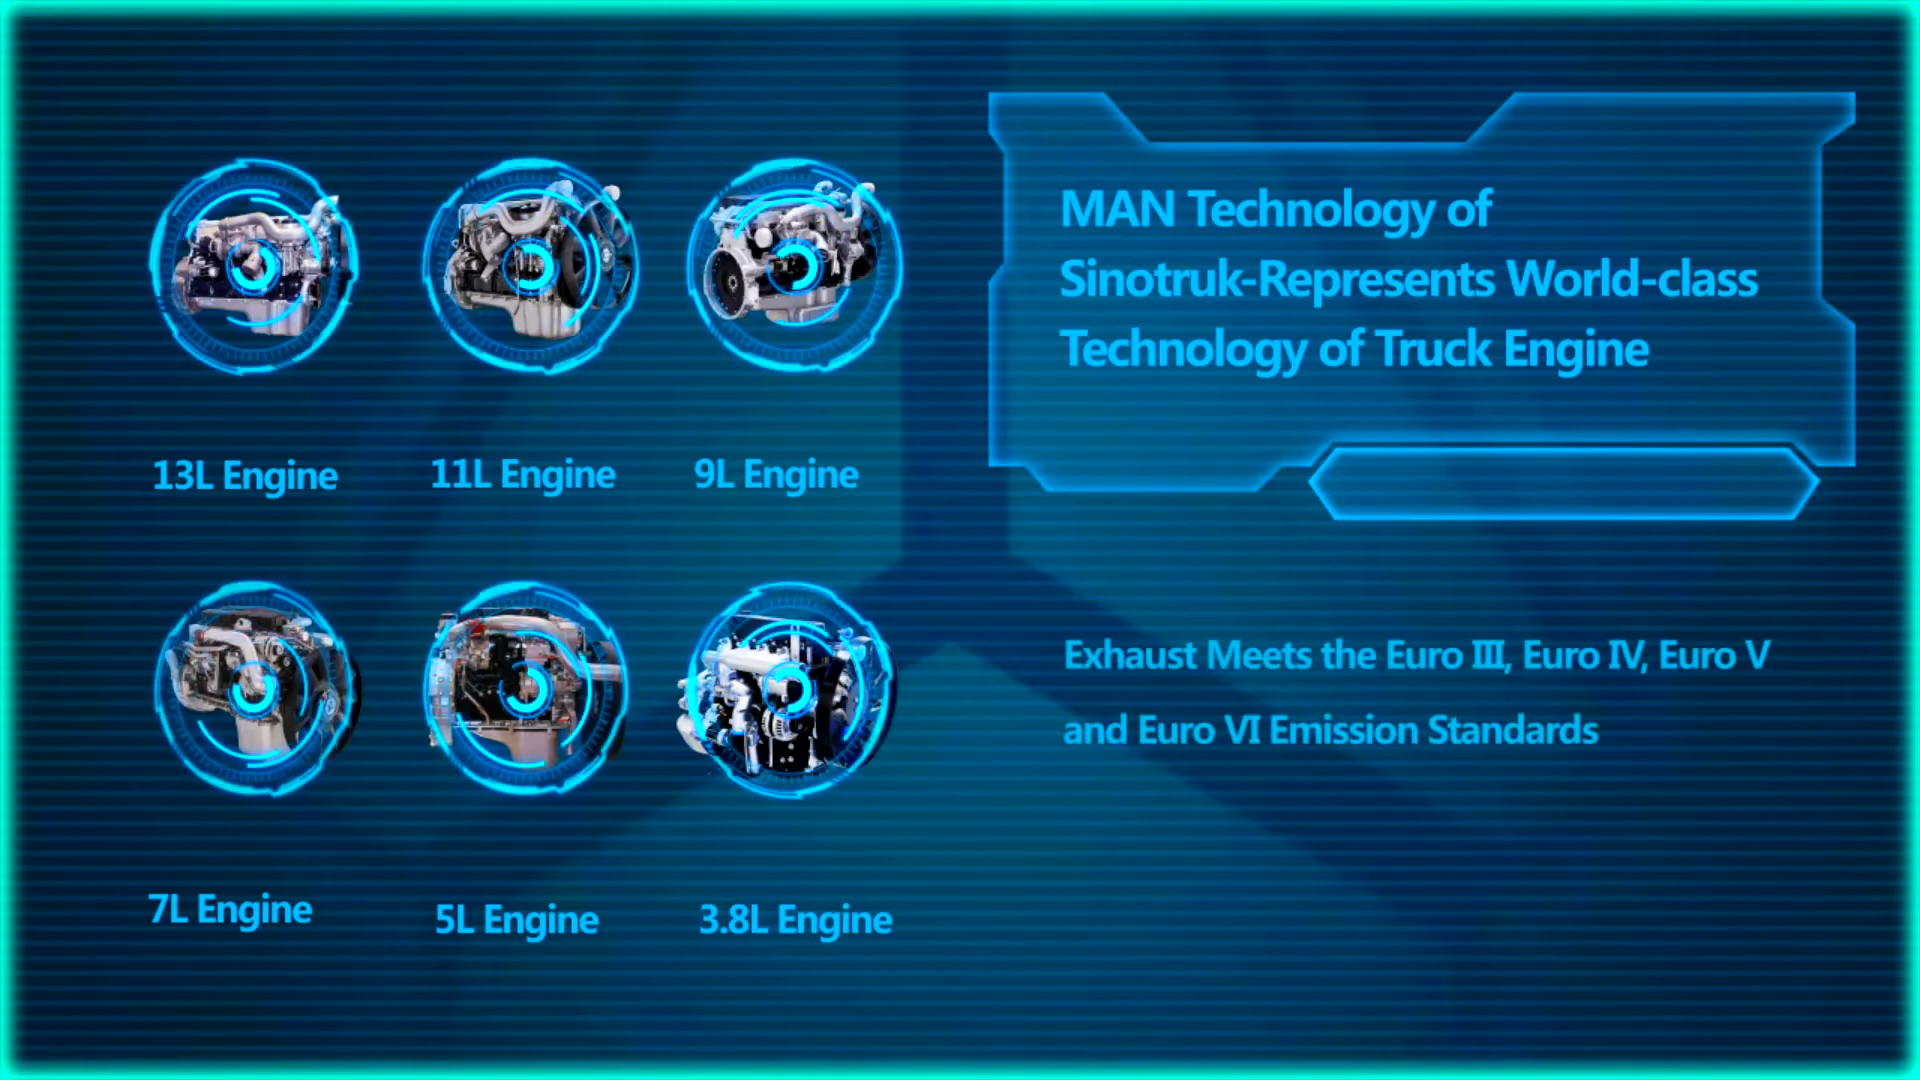 MAN Technology of
Sinotruk-Represents World-class
Technology of Truck Engine
13L Engine
11L Engine
9L Engine
Exhaust Meets the Euro Ⅲ, Euro Ⅳ, Euro V
and Euro VI Emission Standards
7L Engine
5L Engine
3.8L Engine